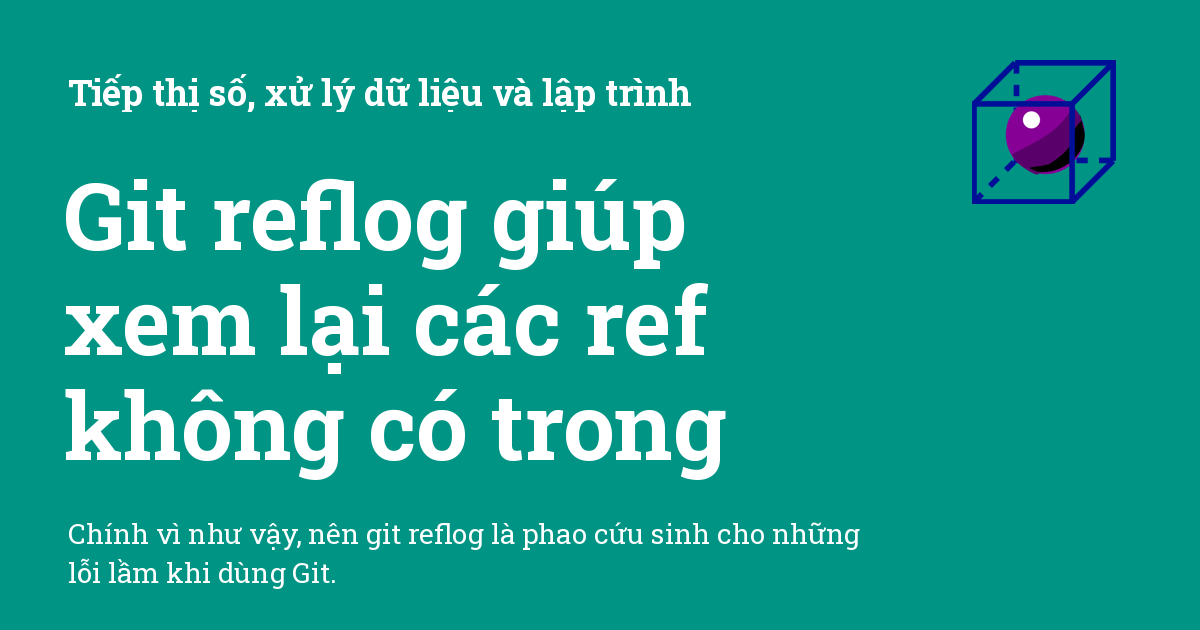 Tiếp thị số, xử lý dữ liệu và lập trình
Git reflog giúp
xem lại các ref
không có trong
Chính vì như vậy, nên git reflog là phao cứu sinh cho những
lỗi lầm khi dùng Git.